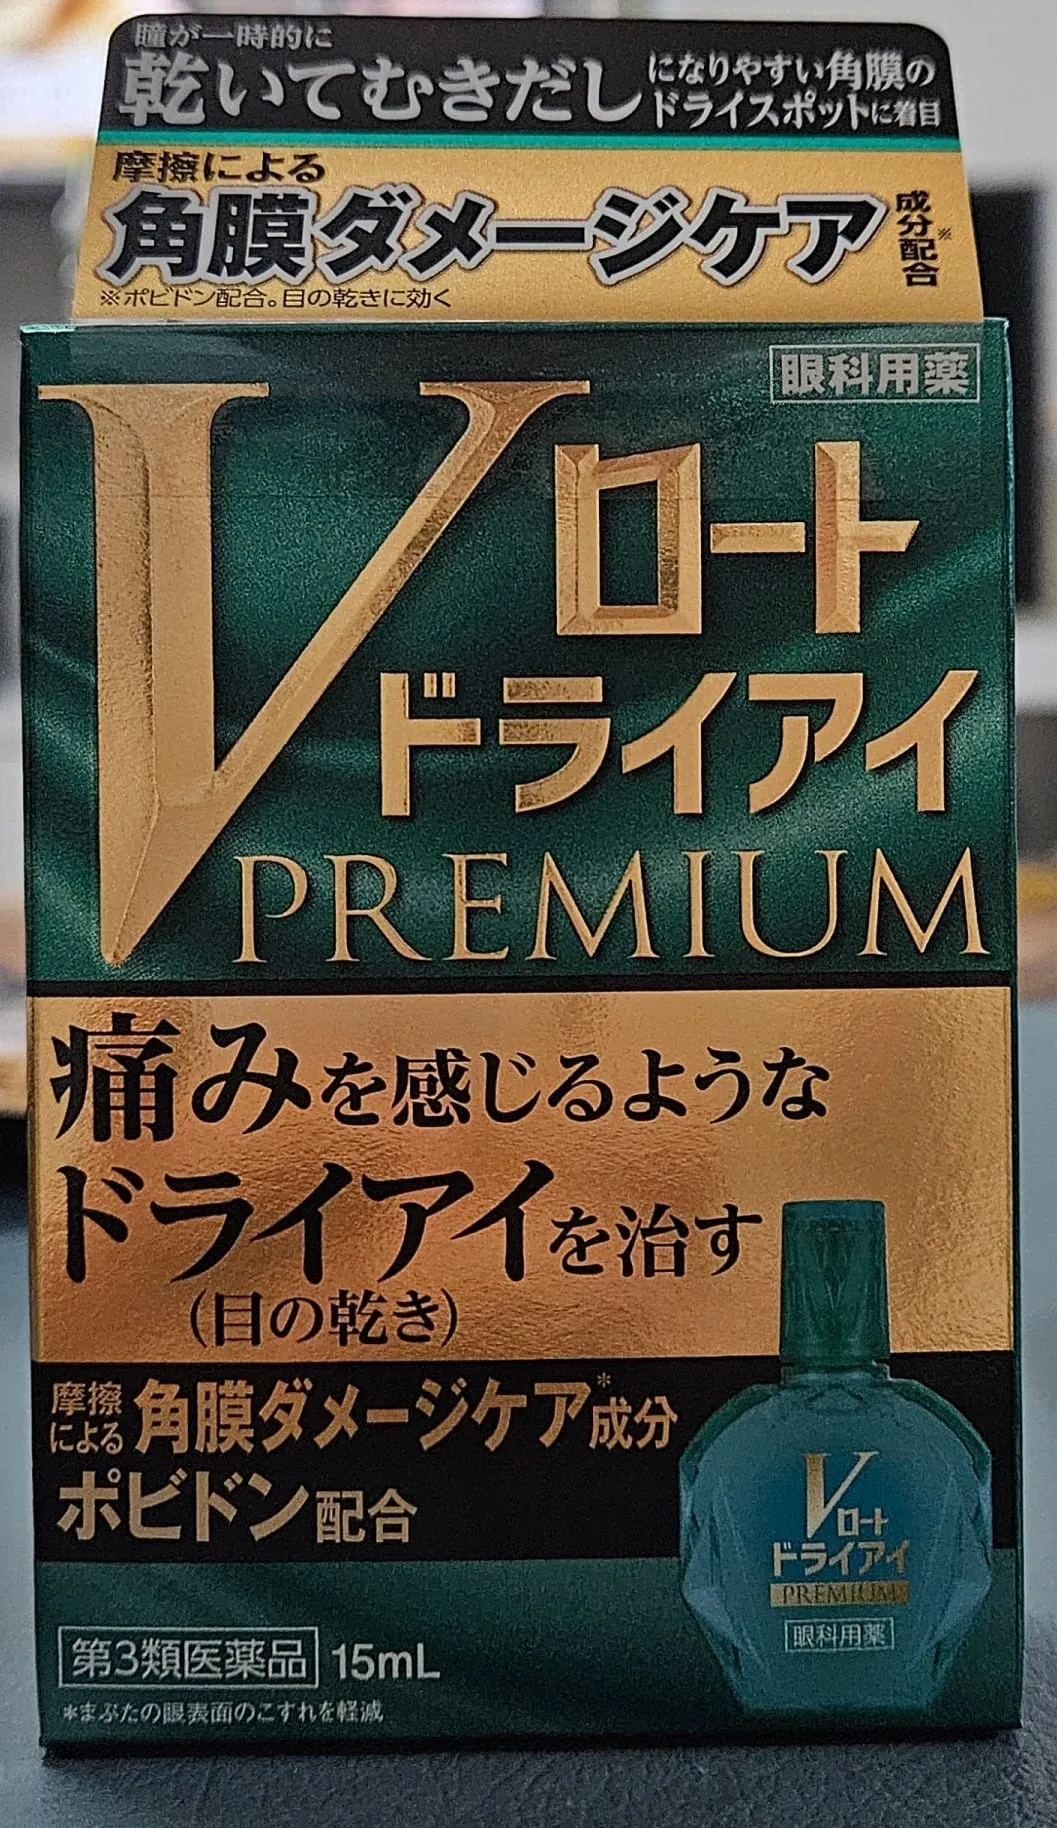 瞳が一時的に
乾いてむきだし
になりやすい角膜の
ドライスポットに着目
摩擦による
角膜ダメージケア
成分配合※
※ポビドン配合。目の乾きに効く
眼科用薬
V
ロート
ドライアイ
PREMIUM
痛みを感じるような
ドライアイを治す
(目の乾き)
摩擦
による
角膜ダメージケア*成分
ポビドン配合
V
ロート
ドライアイ
PREMIUM
眼科用薬
第3類医薬品 15mL
*まぶたの眼表面のこすれを軽減